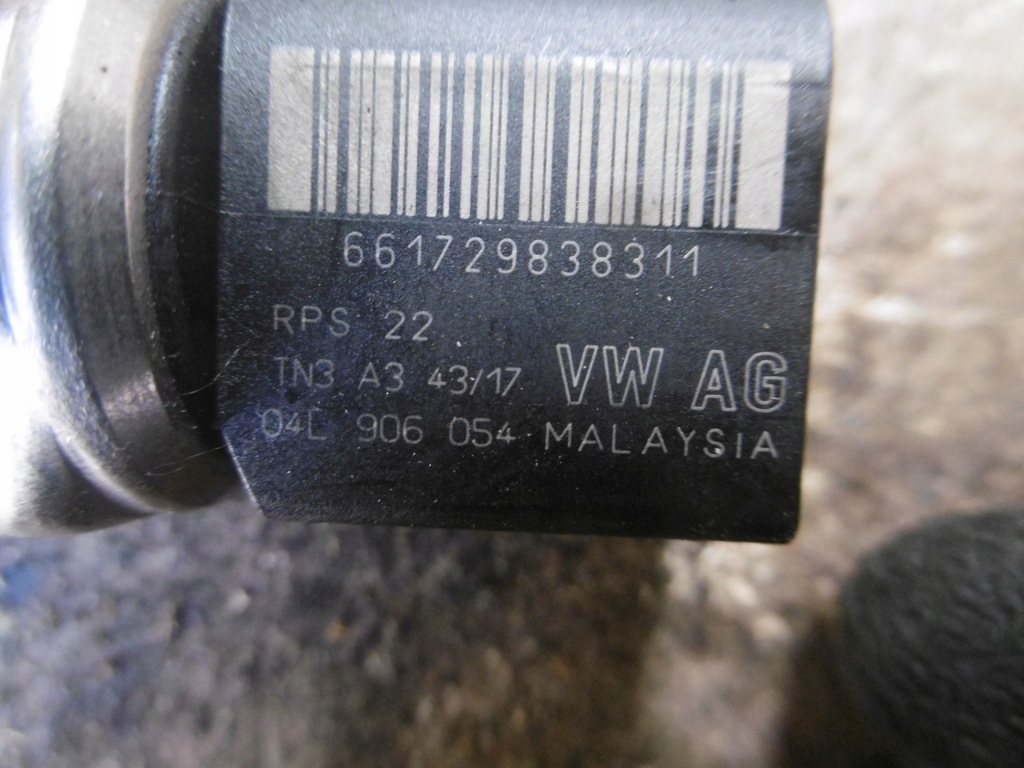 661729838311
RPS 22
TN3 A3 43/17 VW AG
04L 906 054 MALAYSIA